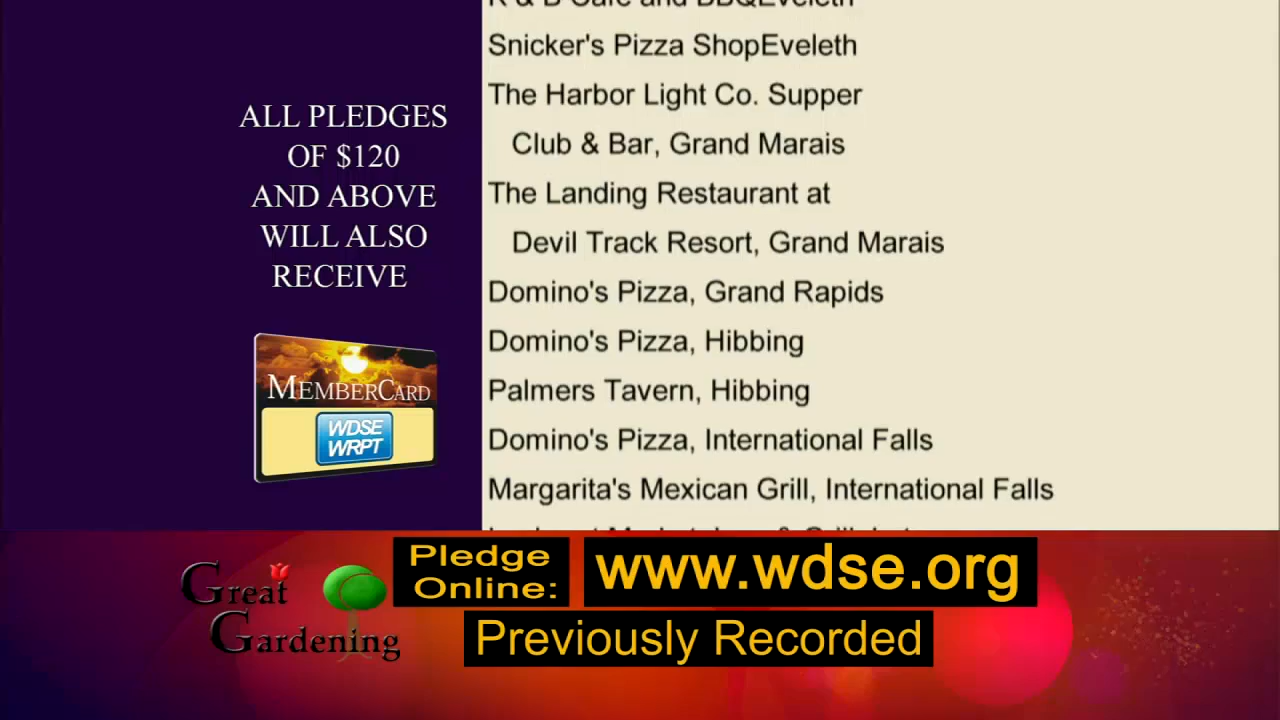 ALL PLEDGES
OF $120
AND ABOVE
WILL ALSO
RECEIVE
MEMBERCARD
WDSE
WRPT
R & B Cafe and BBQEveleth
Snicker's Pizza ShopEveleth
The Harbor Light Co. Supper
Club & Bar, Grand Marais
The Landing Restaurant at
Devil Track Resort, Grand Marais
Domino's Pizza, Grand Rapids
Domino's Pizza, Hibbing
Palmers Tavern, Hibbing
Domino's Pizza, International Falls
Margarita's Mexican Grill, International Falls
Great
Gardening
Pledge
Online:
www.wdse.org
Previously Recorded